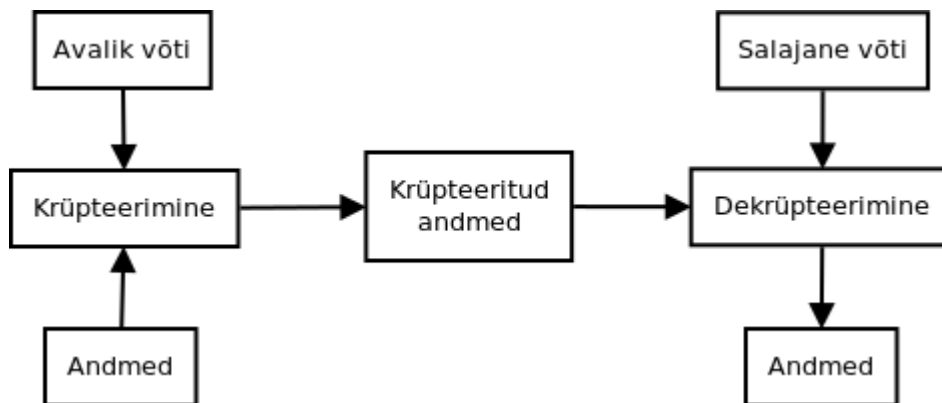 Avalik võti
Salajane võti
Krüpteerimine
Krüpteeritud
andmed
Dekrüpteerimine
Andmed
Andmed